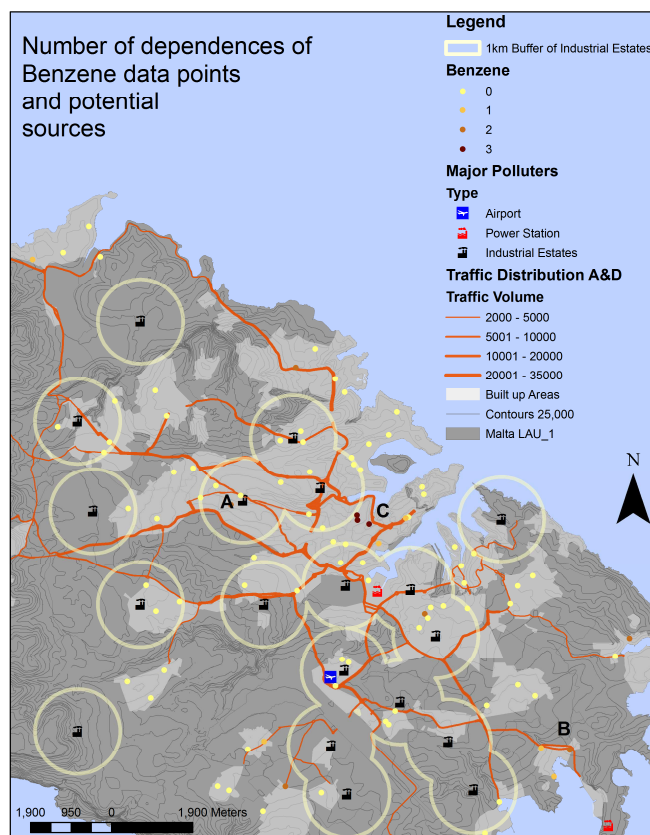 Number of dependences of
Benzene data points
and potential
sources
Legend
1km Buffer of Industrial Estates
Benzene
0
1
2
3
Major Polluters
Type
Airport
Power Station
Industrial Estates
Traffic Distribution A&D
Traffic Volume
2000 - 5000
5001 - 10000
10001 - 20000
20001 - 35000
Built up Areas
Contours 25,000
Malta LAU_1
N
A
C
B
1,900 950 0 1,900 Meters